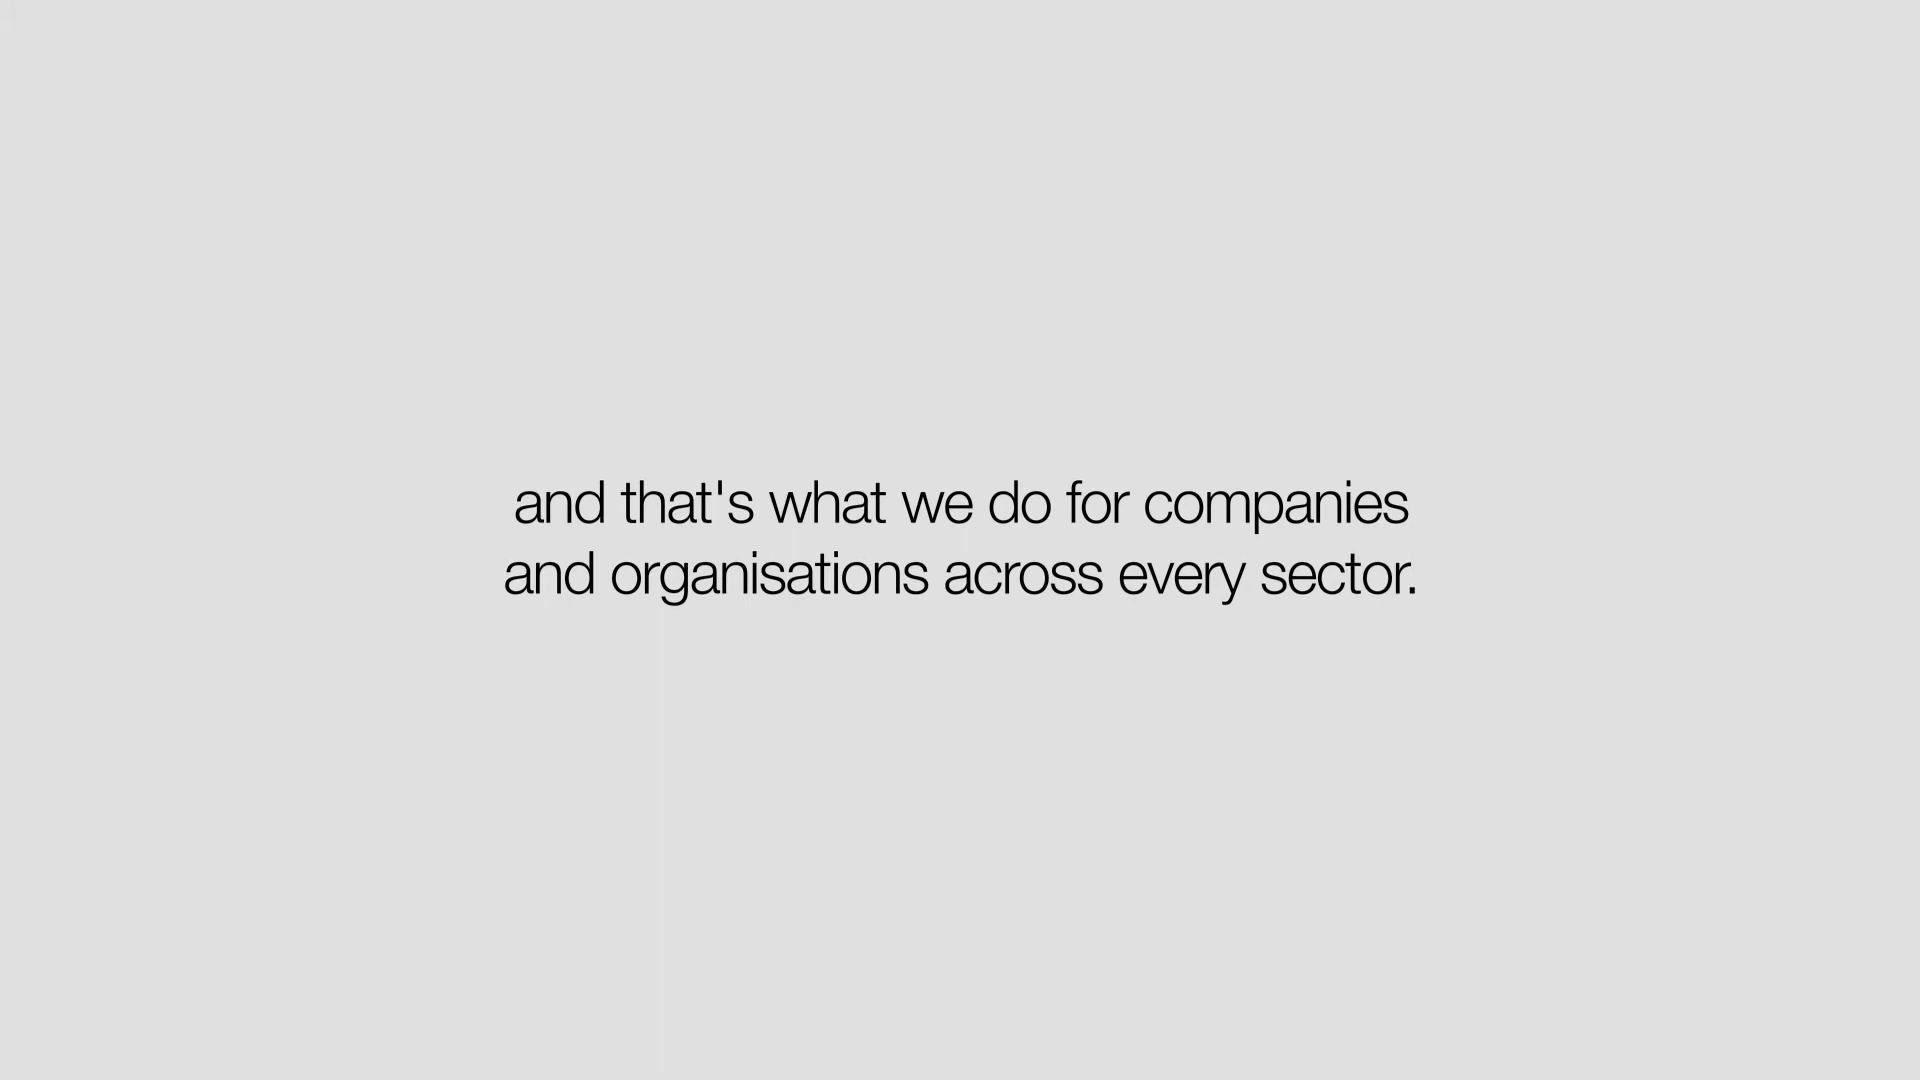 and that's what we do for companies
and organisations across every sector.